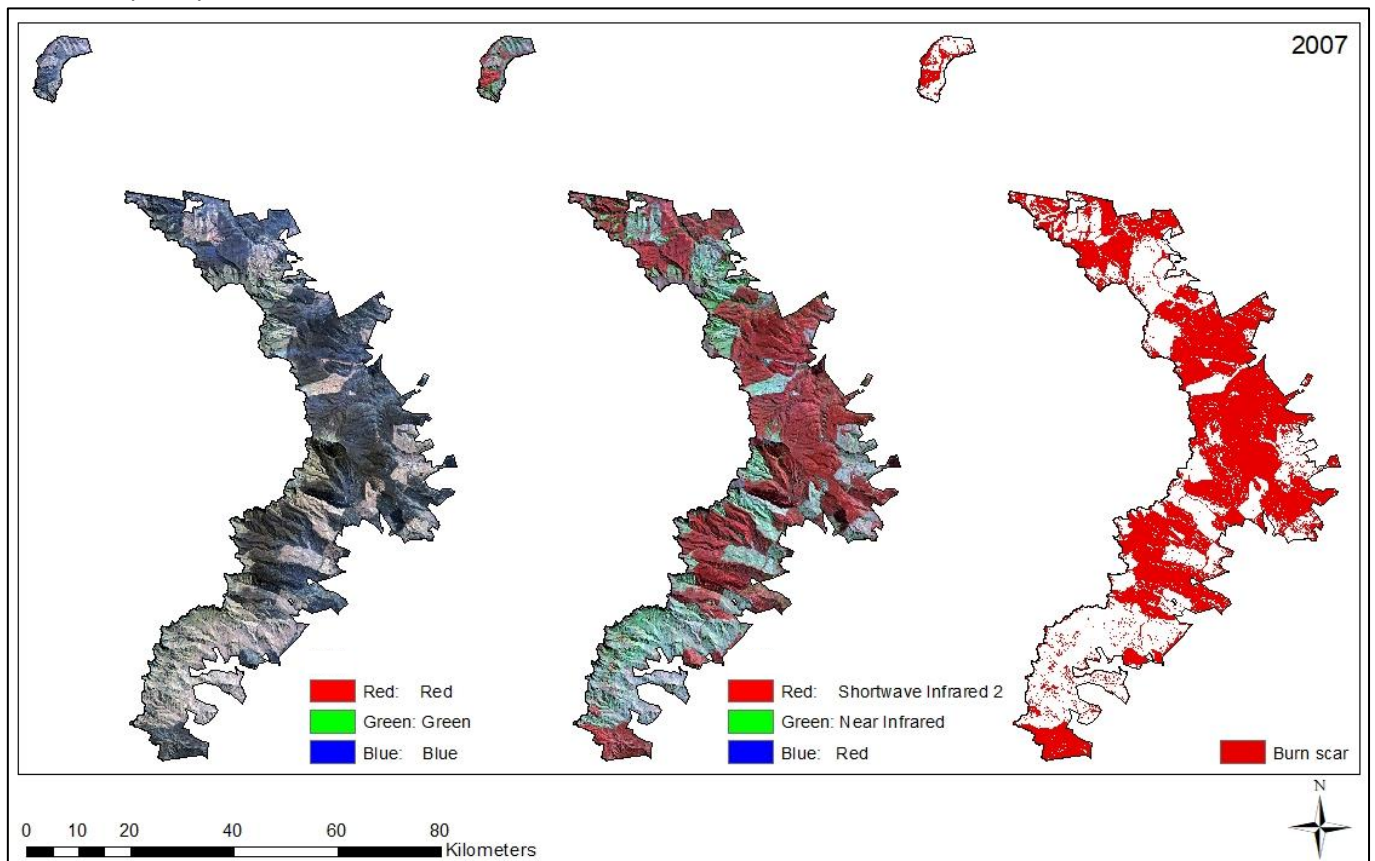 2007
Red: Red
Green: Green
Blue: Blue
Red: Shortwave Infrared 2
Green: Near Infrared
Blue: Red
Burn scar
N
0 10 20 40 60 80
Kilometers